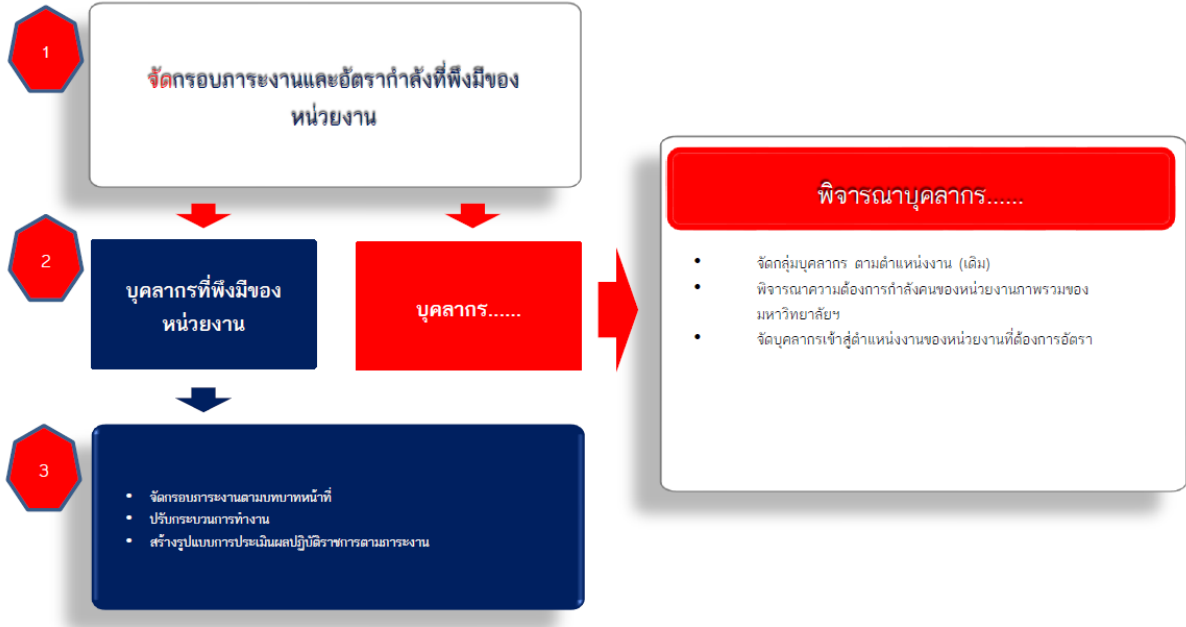 1
จัดกรอบภาระงานและอัตรากำลังที่พึงมีของ
หน่วยงาน
2
บุคลากรที่พึงมีของ
หน่วยงาน
บุคลากร......
3
• จัดกรอบภาระงานตามบทบาทหน้าที่
• ปรับกระบวนการทำงาน
• สร้างรูปแบบการประเมินผลปฏิบัติราชการตามภาระงาน
พิจารณาบุคลากร......
• จัดกลุ่มบุคลากร ตามตำแหน่งงาน (เดิม)
• พิจารณาความต้องการกำลังคนของหน่วยงานภาพรวมของ
มหาวิทยาลัยฯ
• จัดบุคลากรเข้าสู่ตำแหน่งงานของหน่วยงานที่ต้องการอัตรา